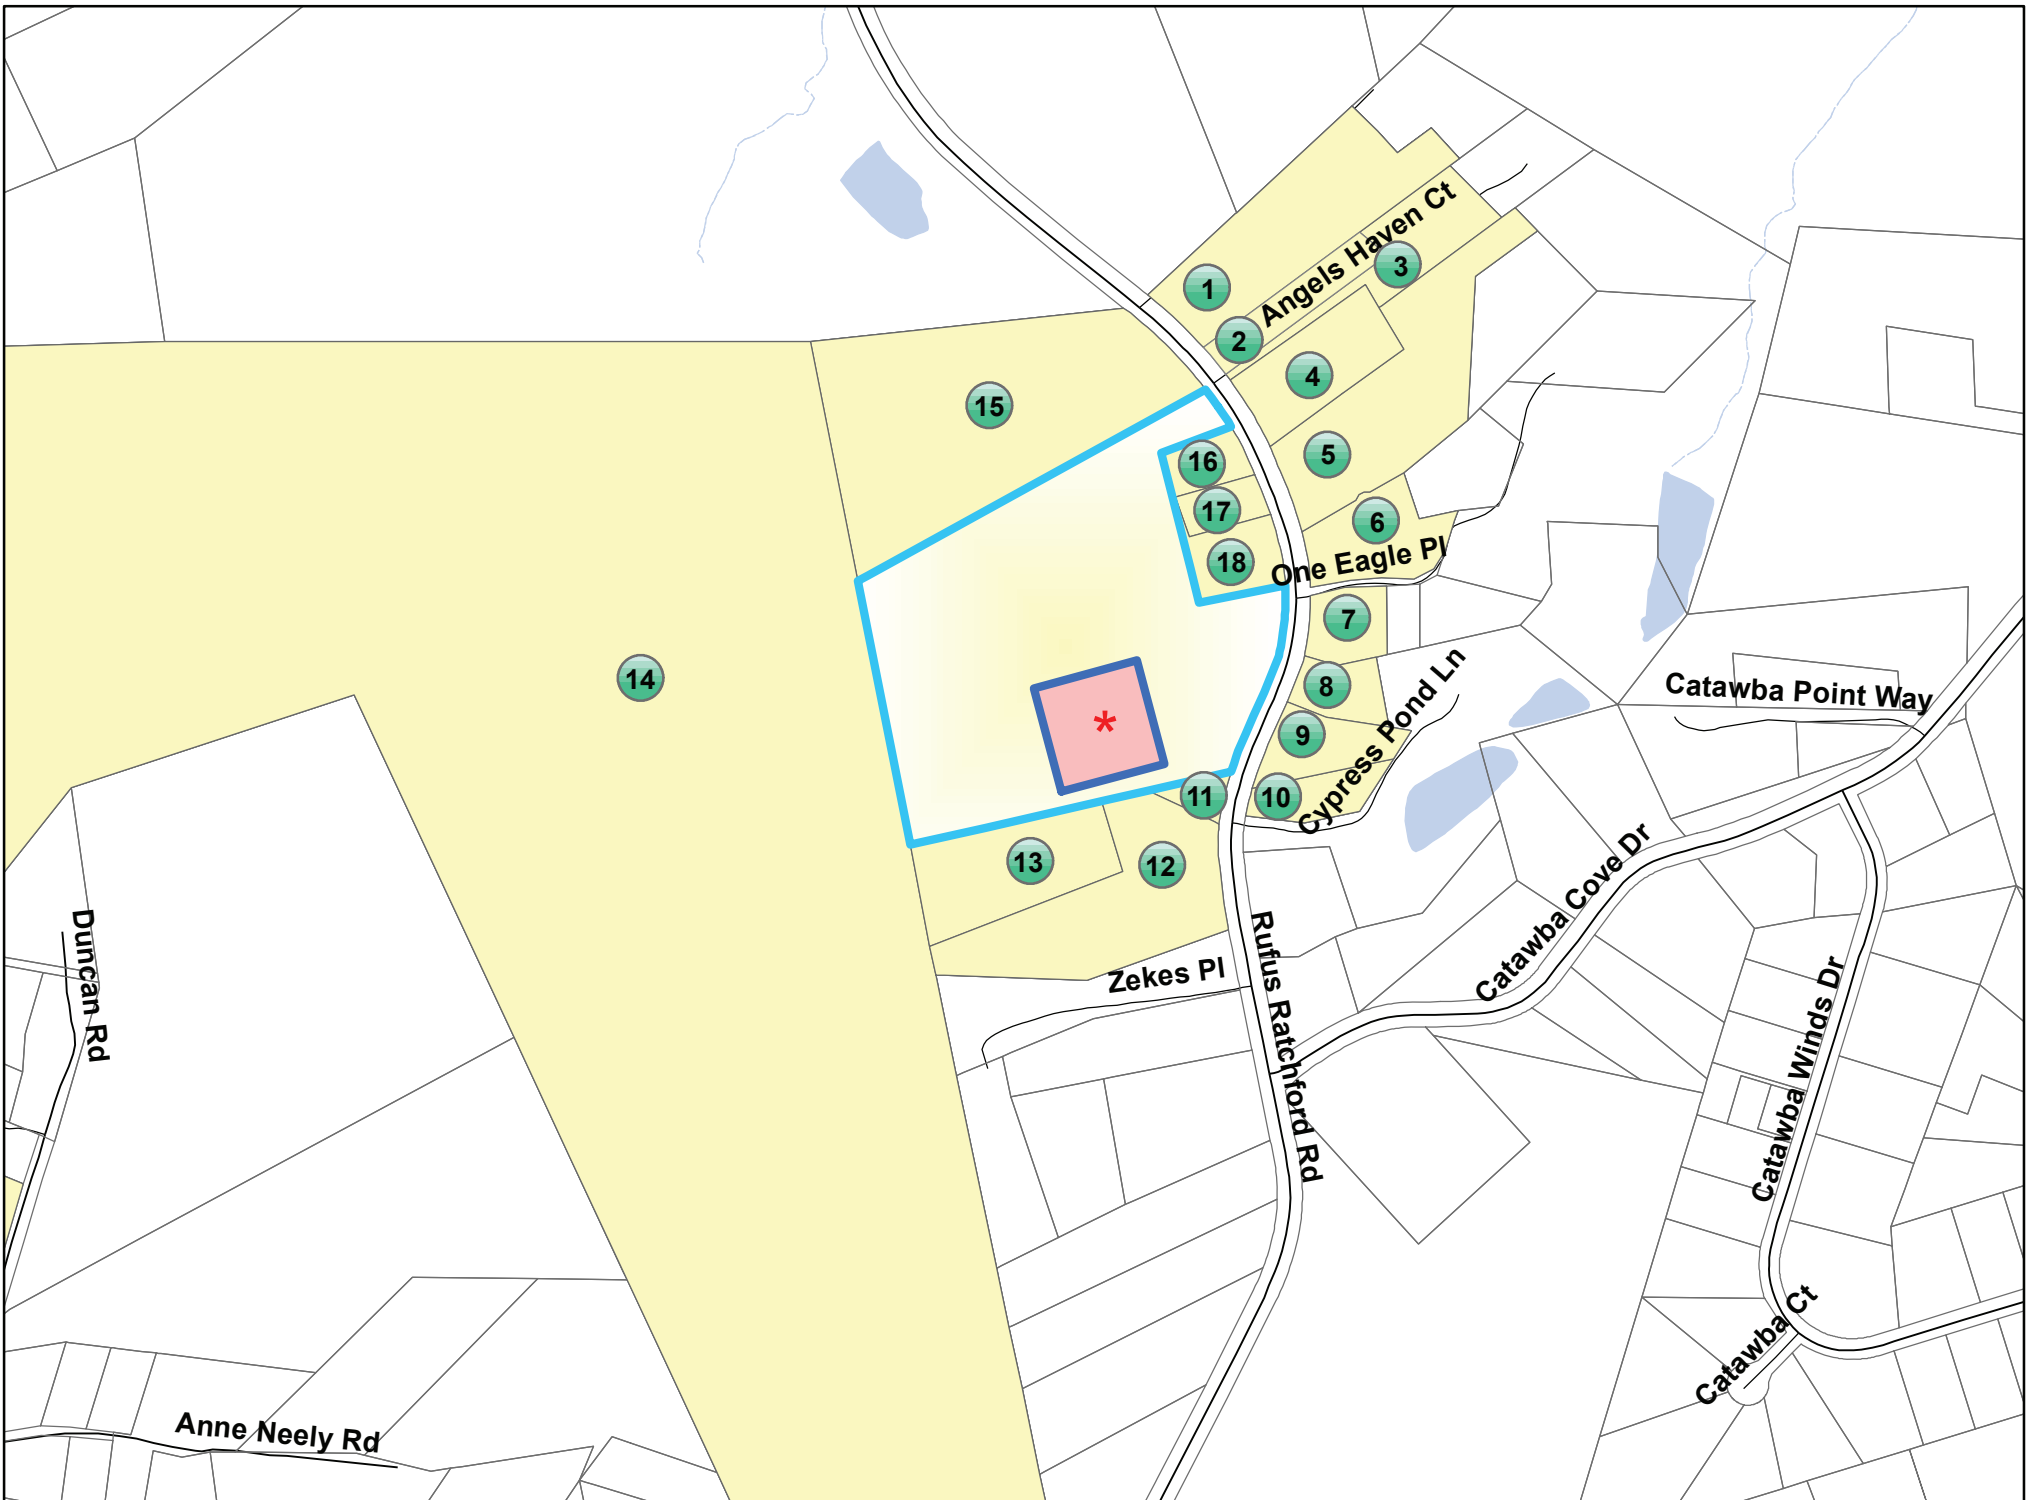 Angels Haven Ct
3
1
2
4
15
5
16
17
6
18
One Eagle Pl
7
14
8
Cypress Pond Ln
Catawba Point Way
*
9
11
10
13
12
Catawba Cove Dr
Duncan Rd
Zekes Pl
Rufus Ratchford Rd
Catawba Winds Dr
Catawba Ct
Anne Neely Rd